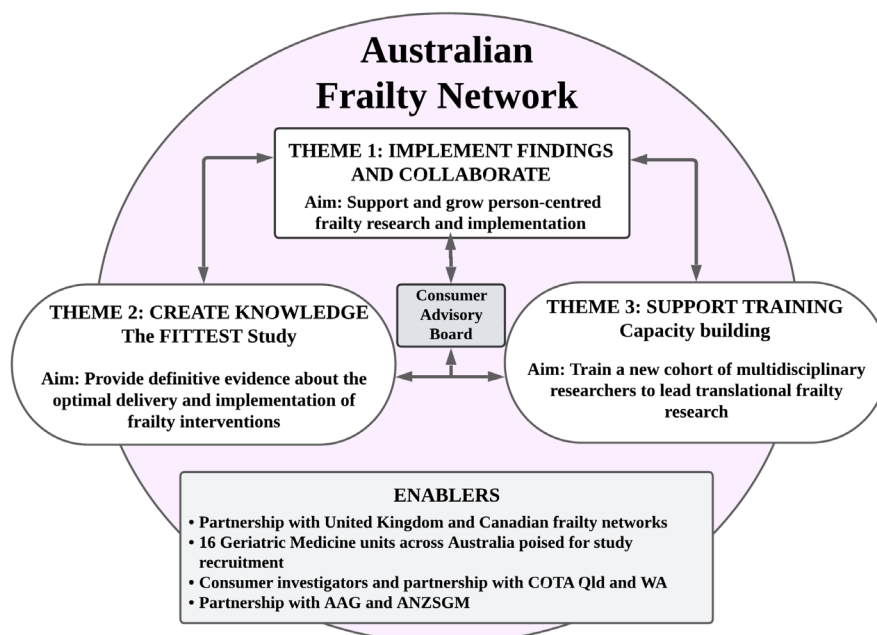 Australian
Frailty Network
THEME 1: IMPLEMENT FINDINGS
AND COLLABORATE
Aim: Support and grow person-centred
frailty research and implementation
Consumer
Advisory
Board
THEME 2: CREATE KNOWLEDGE
The FITTEST Study
Aim: Provide definitive evidence about the
optimal delivery and implementation of
frailty interventions
THEME 3: SUPPORT TRAINING
Capacity building
Aim: Train a new cohort of multidisciplinary
researchers to lead translational frailty
research
ENABLERS
• Partnership with United Kingdom and Canadian frailty networks
• 16 Geriatric Medicine units across Australia poised for study
recruitment
• Consumer investigators and partnership with COTA Qld and WA
• Partnership with AAG and ANZSGM